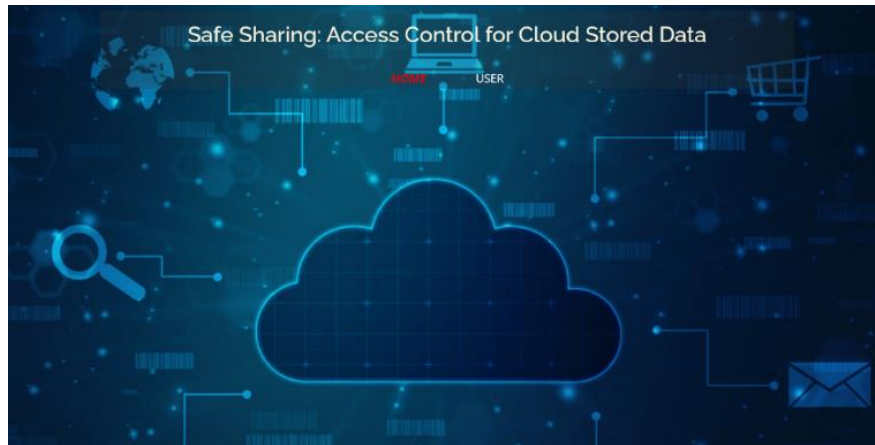 Safe Sharing: Access Control for Cloud Stored Data
HOME USER